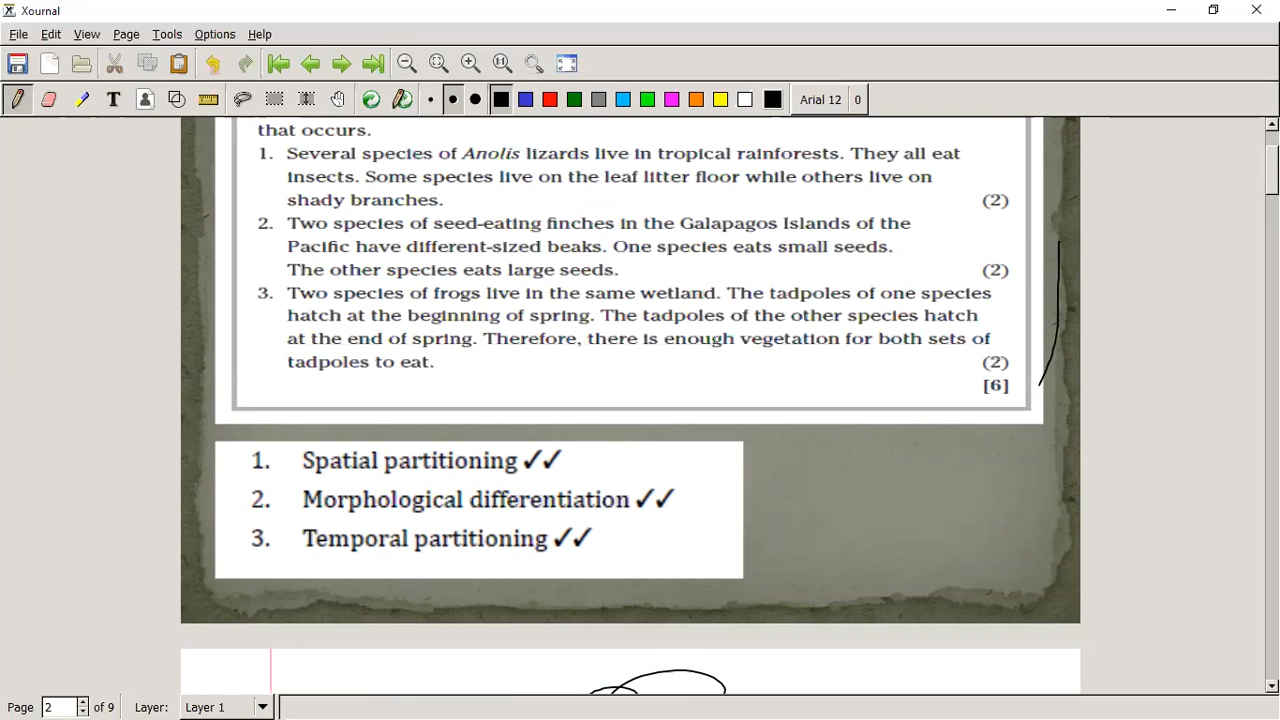 Xournal
File Edit View Page Tools Options Help
Arial 12 0
that occurs.
1. Several species of Anolis lizards live in tropical rainforests. They all eat
insects. Some species live on the leaf litter floor while others live on
shady branches. (2)
2. Two species of seed-eating finches in the Galapagos Islands of the
Pacific have different-sized beaks. One species eats small seeds.
The other species eats large seeds. (2)
3. Two species of frogs live in the same wetland. The tadpoles of one species
hatch at the beginning of spring. The tadpoles of the other species hatch
at the end of spring. Therefore, there is enough vegetation for both sets of
tadpoles to eat. (2)
[6]
1. Spatial partitioning ✓✓
2. Morphological differentiation ✓✓
3. Temporal partitioning ✓✓
Page 2 of 9 Layer: Layer 1